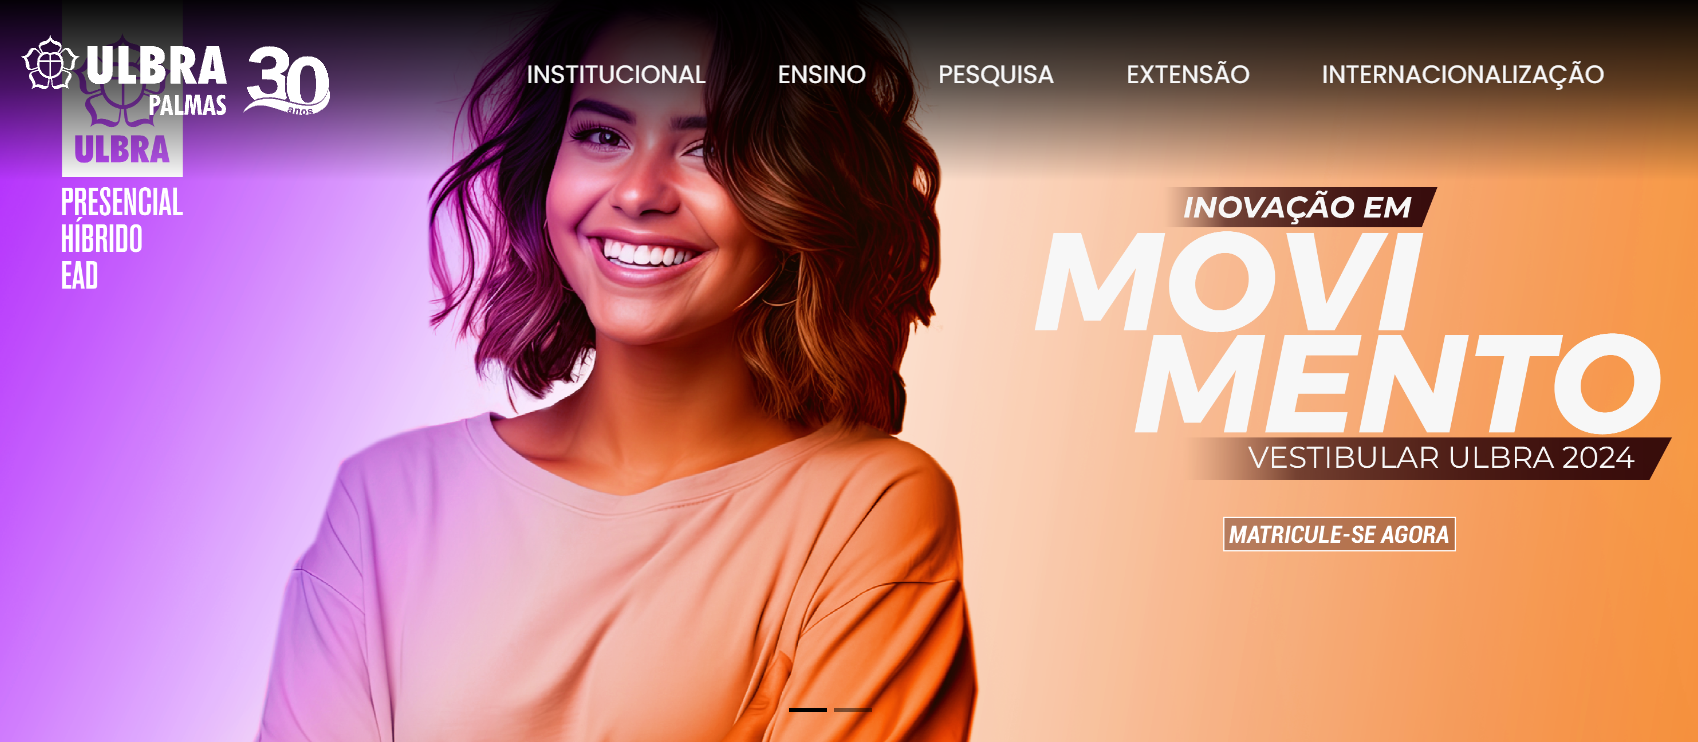 ULBRA
PALMAS
30
anos
INSTITUCIONAL
ENSINO
PESQUISA
EXTENSÃO
INTERNACIONALIZAÇÃO
ULBRA
PRESENCIAL
HÍBRIDO
EAD
INOVAÇÃO EM
MOVI
MENTO
VESTIBULAR ULBRA 2024
MATRICULE-SE AGORA